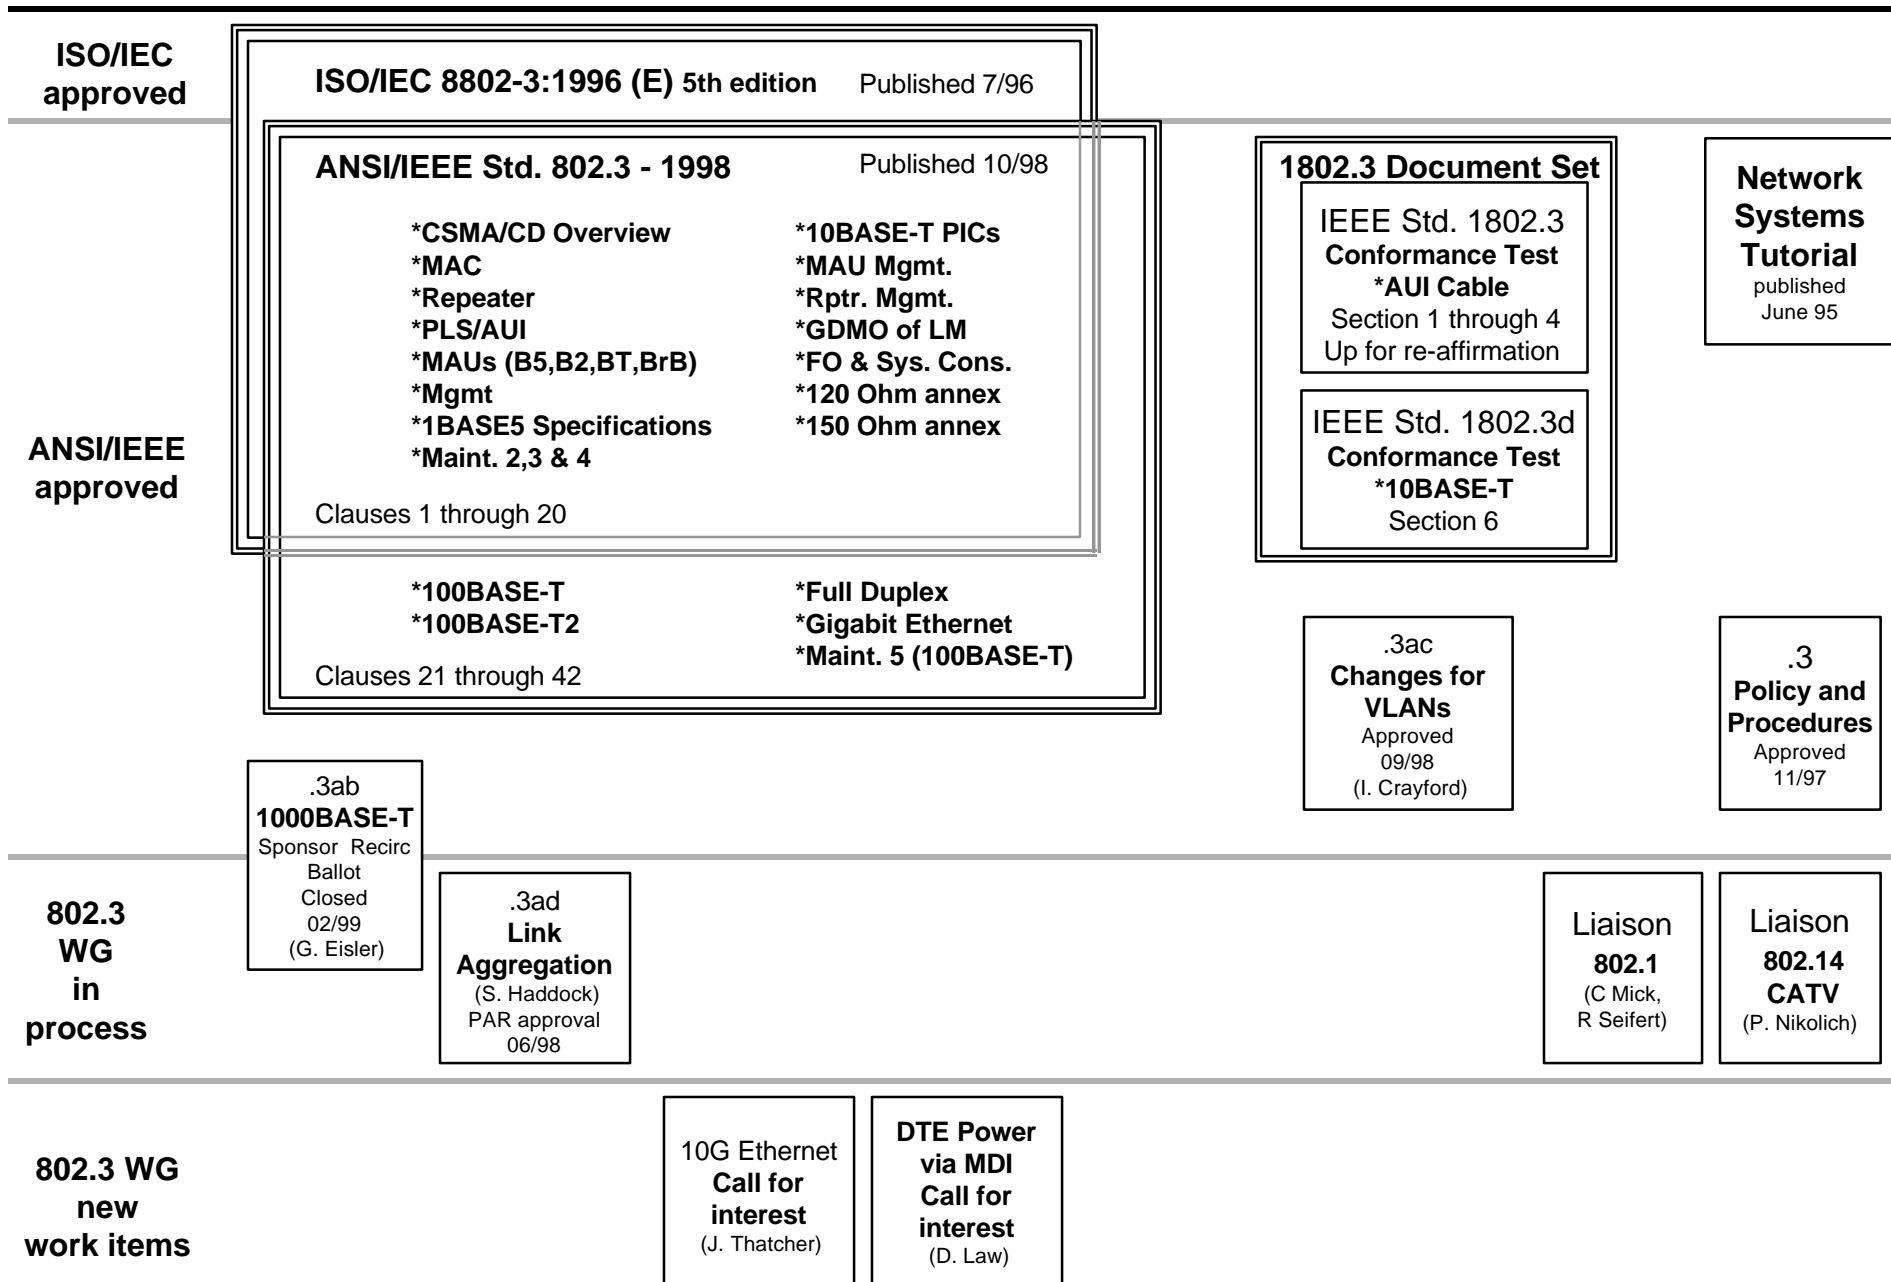 ISO/IEC
approved
ISO/IEC 8802-3:1996 (E) 5th edition Published 7/96
ANSI/IEEE
approved
ANSI/IEEE Std. 802.3 - 1998 Published 10/98
*CSMA/CD Overview
*MAC
*Repeater
*PLS/AUI
*MAUs (B5,B2,BT,BrB)
*Mgmt
*1BASE5 Specifications
*Maint. 2,3 & 4
*10BASE-T PICs
*MAU Mgmt.
*Rptr. Mgmt.
*GDMO of LM
*FO & Sys. Cons.
*120 Ohm annex
*150 Ohm annex
Clauses 1 through 20
*100BASE-T
*100BASE-T2
*Full Duplex
*Gigabit Ethernet
*Maint. 5 (100BASE-T)
Clauses 21 through 42
1802.3 Document Set
IEEE Std. 1802.3
Conformance Test
*AUI Cable
Section 1 through 4
Up for re-affirmation
IEEE Std. 1802.3d
Conformance Test
*10BASE-T
Section 6
Network
Systems
Tutorial
published
June 95
.3ac
Changes for
VLANs
Approved
09/98
(I. Crayford)
.3
Policy and
Procedures
Approved
11/97
.3ab
1000BASE-T
Sponsor Recirc
Ballot
Closed
02/99
(G. Eisler)
802.3
WG
in
process
.3ad
Link
Aggregation
(S. Haddock)
PAR approval
06/98
Liaison
802.1
(C Mick,
R Seifert)
Liaison
802.14
CATV
(P. Nikolich)
802.3 WG
new
work items
10G Ethernet
Call for
interest
(J. Thatcher)
DTE Power
via MDI
Call for
interest
(D. Law)